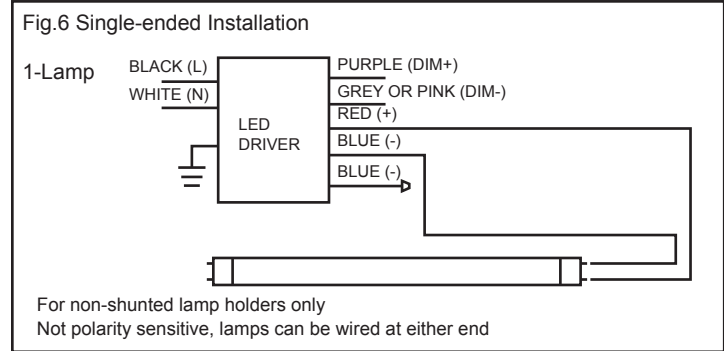 Fig.6 Single-ended Installation
1-Lamp
BLACK (L)
WHITE (N)
LED
DRIVER
PURPLE (DIM+)
GREY OR PINK (DIM-)
RED (+)
BLUE (-)
BLUE (-)
For non-shunted lamp holders only
Not polarity sensitive, lamps can be wired at either end